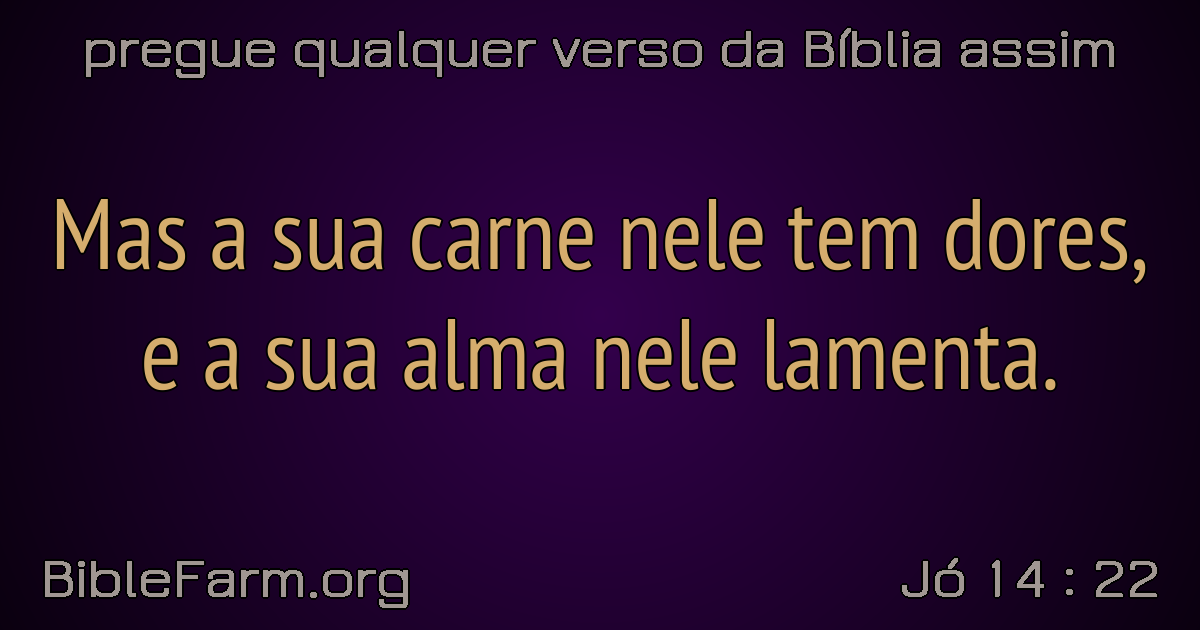 pregue qualquer verso da Bíblia assim
Mas a sua carne nele tem dores,
e a sua alma nele lamenta.
BibleFarm.org
Jó 14 : 22